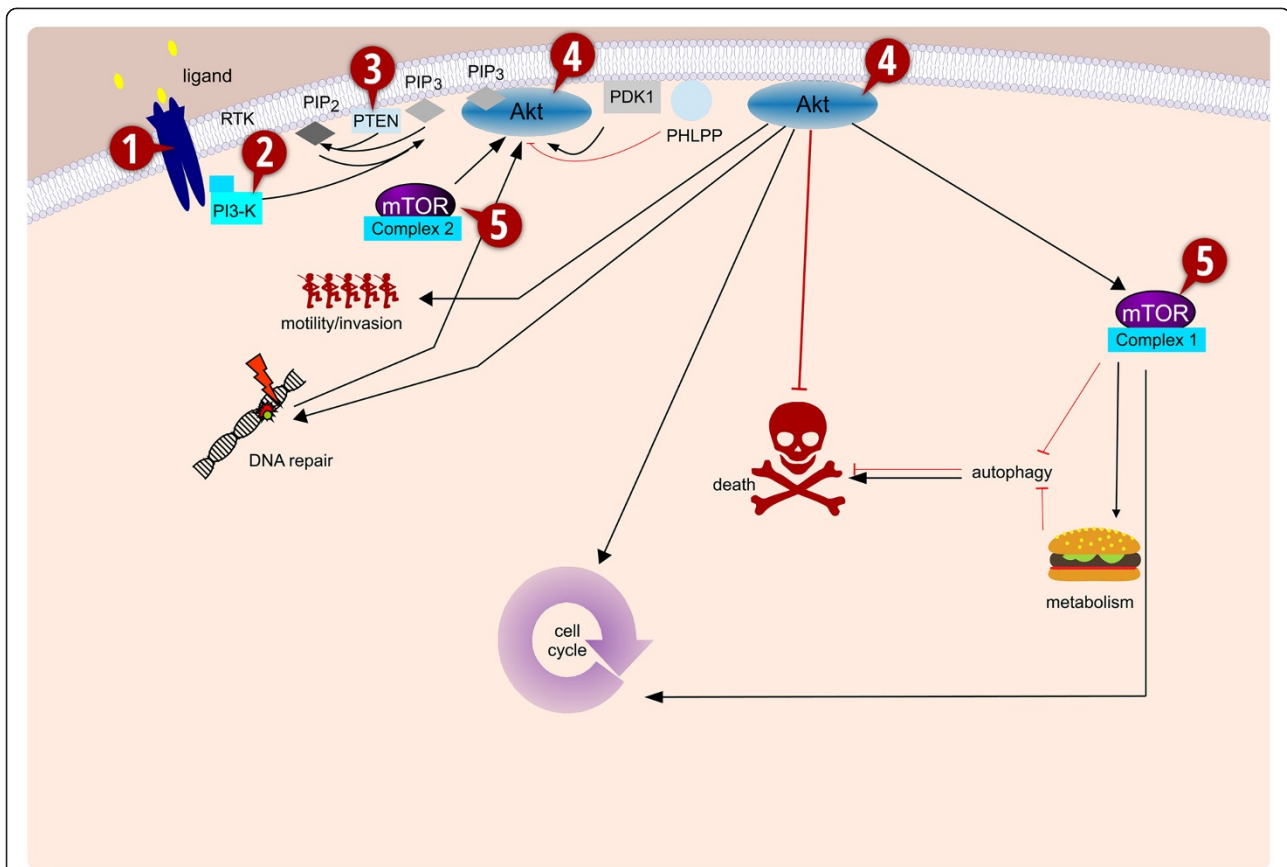 ligand
RTK
PIP2
3
PTEN
PIP3
PIP3
4
Akt
PDK1
PHLPP
4
Akt
1
2
PI3-K
mTOR
Complex 2
5
motility/invasion
5
mTOR
Complex 1
DNA repair
death
autophagy
metabolism
cell
cycle